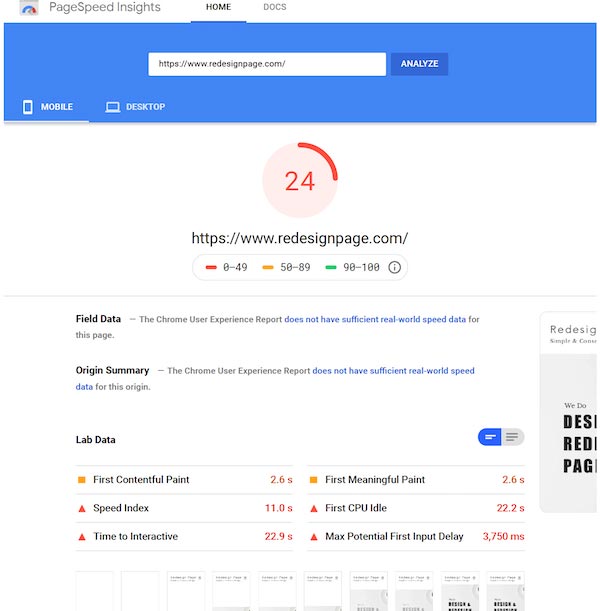 PageSpeed Insights
HOME
DOCS
https://www.redesignpage.com/
ANALYZE
MOBILE
DESKTOP
24
https://www.redesignpage.com/
0–49
50–89
90–100
Field Data — The Chrome User Experience Report does not have sufficient real-world speed data for
this page.
Origin Summary — The Chrome User Experience Report does not have sufficient real-world speed
data for this origin.
Redesig
Simple & Cons
We Do
DESI
RED
PAG
Lab Data
First Contentful Paint 2.6 s
First Meaningful Paint 2.6 s
Speed Index 11.0 s
First CPU Idle 22.2 s
Time to Interactive 22.9 s
Max Potential First Input Delay 3,750 ms